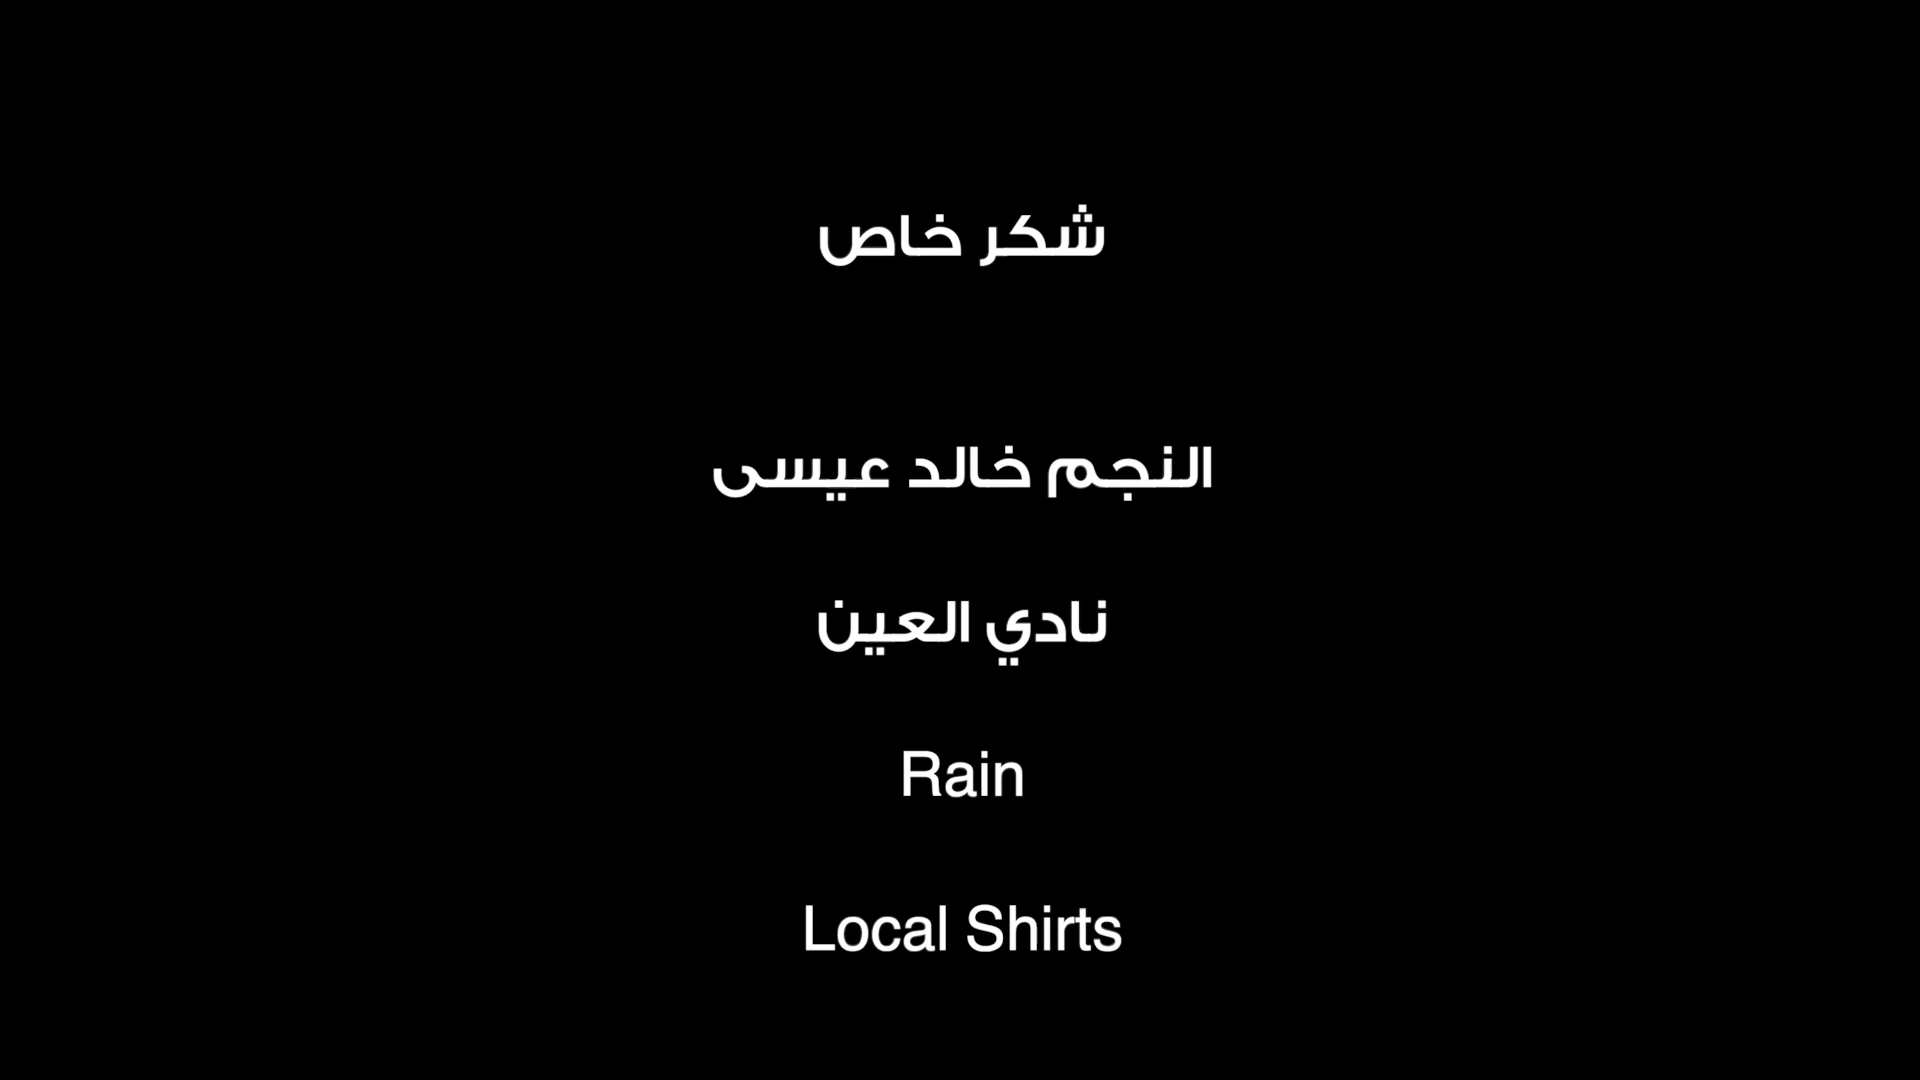 شكر خاص
النجم خالد عيسى
نادي العين
Rain
Local Shirts